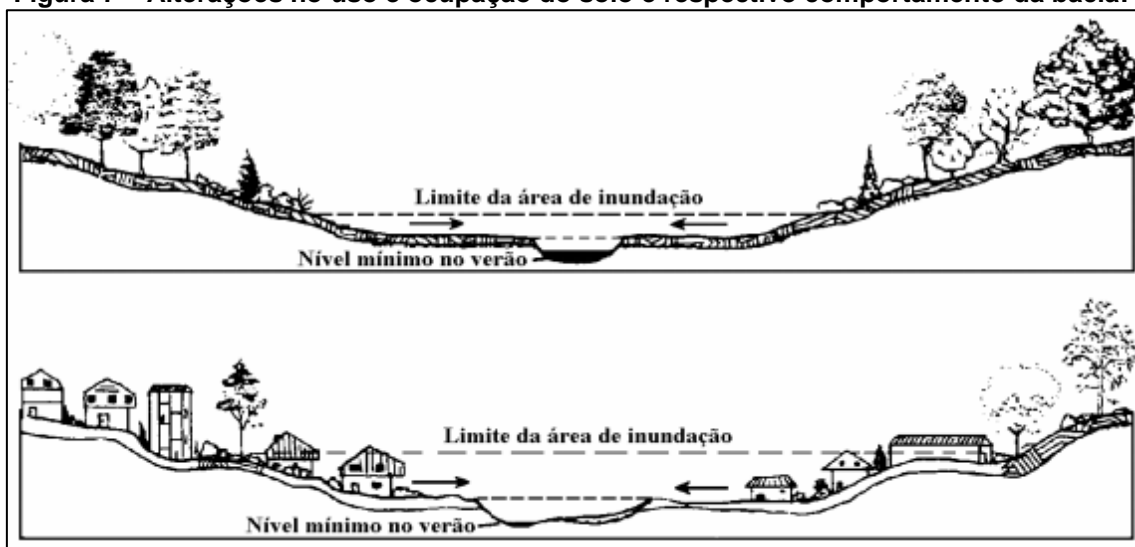 Figura – Alterações no uso e ocupação do solo e respectivo comportamento da bacia.
Limite da área de inundação
Nível mínimo no verão
Limite da área de inundação
Nível mínimo no verão